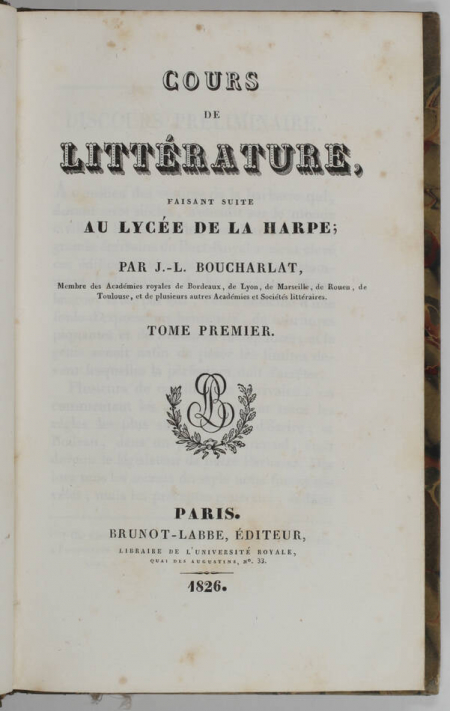 COURS
DE
LITTÉRATURE,
FAISANT SUITE
AU LYCÉE DE LA HARPE;
PAR J.-L. BOUCHARLAT,
Membre des Académies royales de Bordeaux, de Lyon, de Marseille, de Rouen, de
Toulouse, et de plusieurs autres Académies et Sociétés littéraires.
TOME PREMIER.
BL
PARIS.
BRUNOT-LABBE, ÉDITEUR,
LIBRAIRE DE L'UNIVERSITÉ ROYALE,
QUAI DES AUGUSTINS, Nº. 33.
1826.